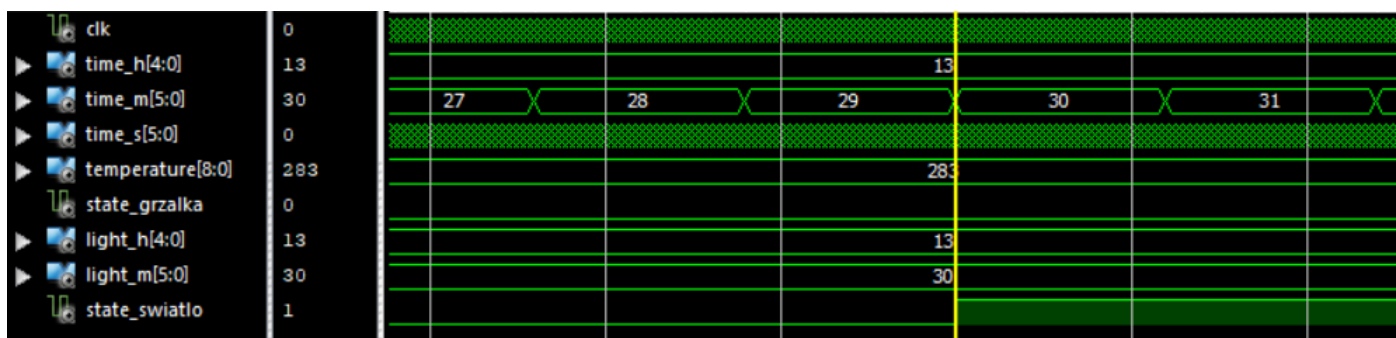 clk 0
time_h[4:0] 13 13
time_m[5:0] 30 27 28 29 30 31
time_s[5:0] 0
temperature[8:0] 283 283
state_grzalka 0
light_h[4:0] 13 13
light_m[5:0] 30 30
state_swiatlo 1